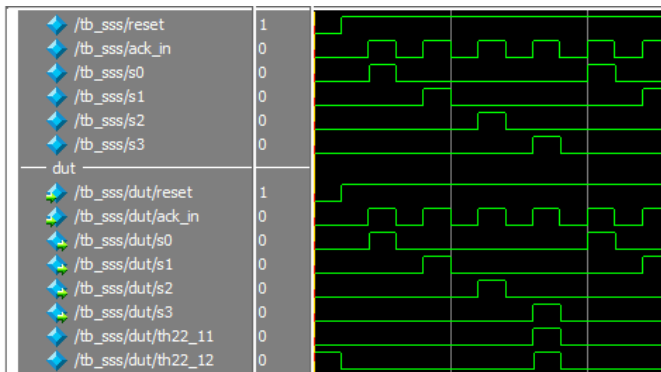 /tb_sss/reset 1
/tb_sss/ack_in 0
/tb_sss/s0 0
/tb_sss/s1 0
/tb_sss/s2 0
/tb_sss/s3 0
dut
/tb_sss/dut/reset 1
/tb_sss/dut/ack_in 0
/tb_sss/dut/s0 0
/tb_sss/dut/s1 0
/tb_sss/dut/s2 0
/tb_sss/dut/s3 0
/tb_sss/dut/th22_11 0
/tb_sss/dut/th22_12 0